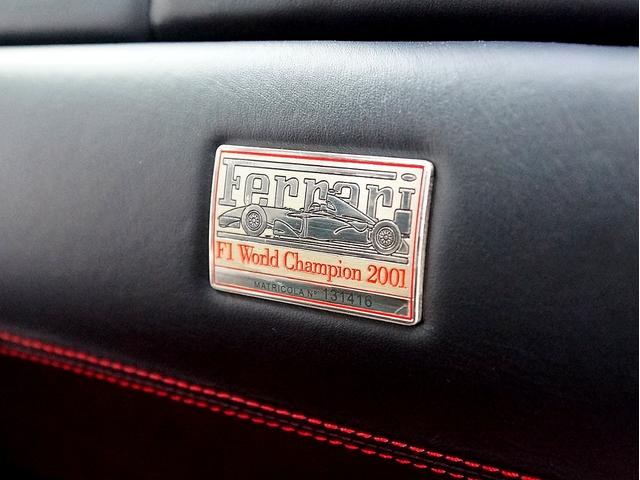 Ferrari
F1 World Champion 2001
MATRICOLA N° 131416